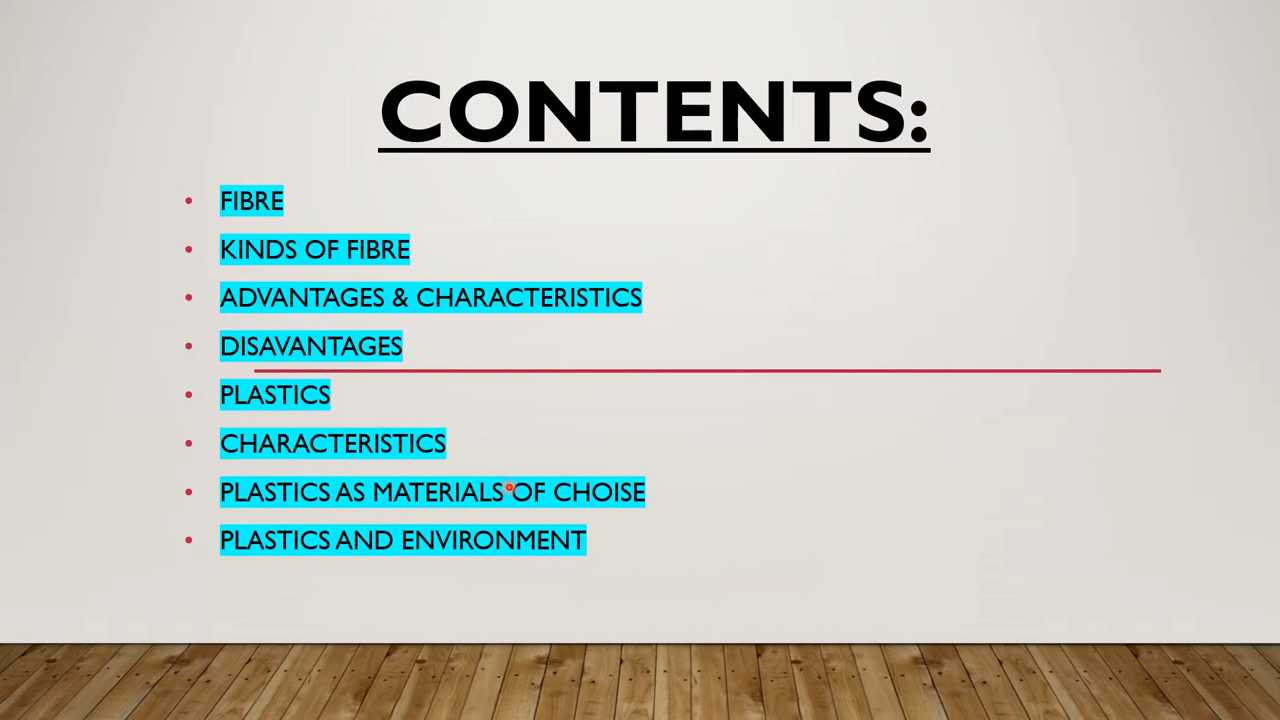 CONTENTS:
FIBRE
KINDS OF FIBRE
ADVANTAGES & CHARACTERISTICS
DISAVANTAGES
PLASTICS
CHARACTERISTICS
PLASTICS AS MATERIALS OF CHOISE
PLASTICS AND ENVIRONMENT